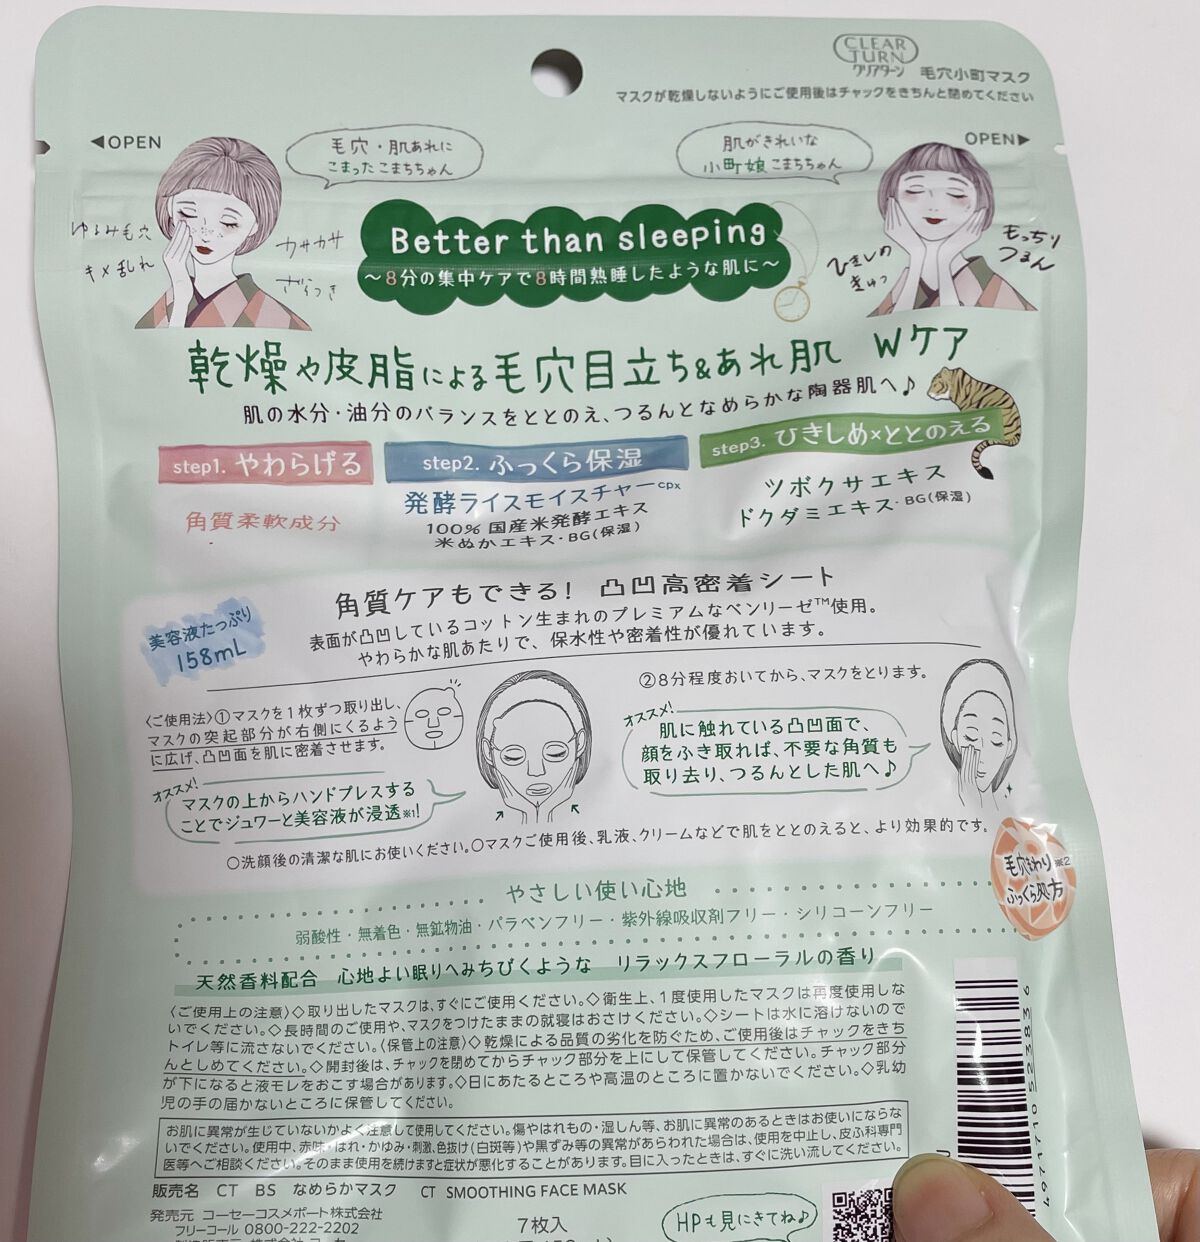 CLEAR
TURN
クリアターン 毛穴小町マスク
マスクが乾燥しないようにご使用後はチャックをきちんと閉めてください
◀OPEN
OPEN▶
毛穴・肌あれに
こまったこまちちゃん
肌がきれいな
小町娘こまちちゃん
ゆるみ毛穴
キメ乱れ
カサカサ
ざらつき
Better than sleeping
～8分の集中ケアで8時間熟睡したような肌に～
ひきしめ
きゅっ
もっちり
つるん
乾燥や皮脂による毛穴目立ち&あれ肌 Wケア
肌の水分・油分のバランスをととのえ、つるんとなめらかな陶器肌へ♪
step1. やわらげる
角質柔軟成分
step2. ふっくら保湿
発酵ライスモイスチャーcpx
100% 国産米発酵エキス
米ぬかエキス・BG(保湿)
step3. ひきしめ×ととのえる
ツボクサエキス
ドクダミエキス・BG(保湿)
角質ケアもできる! 凸凹高密着シート
美容液たっぷり
158mL
表面が凸凹しているコットン生まれのプレミアムなベンリーゼ™使用。
やわらかな肌あたりで、保水性や密着性が優れています。
〈ご使用法〉①マスクを1枚ずつ取り出し、
マスクの突起部分が右側にくるよう
に広げ、凸凹面を肌に密着させます。
オススメ!
マスクの上からハンドプレスする
ことでジュワーと美容液が浸透※1!
②8分程度おいてから、マスクをとります。
オススメ!
肌に触れている凸凹面で、
顔をふき取れば、不要な角質も
取り去り、つるんとした肌へ♪
○洗顔後の清潔な肌にお使いください。○マスクご使用後、乳液、クリームなどで肌をととのえると、より効果的です。
毛穴まわり※2
ふっくら処方
やさしい使い心地
弱酸性・無着色・無鉱物油・パラベンフリー・紫外線吸収剤フリー・シリコーンフリー
天然香料配合 心地よい眠りへみちびくような リラックスフローラルの香り
〈ご使用上の注意〉◇取り出したマスクは、すぐにご使用ください。◇衛生上、1度使用したマスクは再度使用しな
いでください。◇長時間のご使用や、マスクをつけたままの就寝はおさけください。◇シートは水に溶けないので
トイレ等に流さないでください。〈保管上の注意〉◇乾燥による品質の劣化を防ぐため、ご使用後はチャックをきち
んとしめてください。◇開封後は、チャックを閉めてからチャック部分を上にして保管してください。チャック部分
が下になると液モレをおこす場合があります。◇日にあたるところや高温のところに置かないでください。◇乳幼
児の手の届かないところに保管してください。
お肌に異常が生じていないかよく注意して使用してください。傷やはれもの・湿しん等、お肌に異常のあるときはお使いにならな
いでください。使用中、赤味・はれ・かゆみ・刺激、色抜け(白斑等)や黒ずみ等の異常があらわれた場合は、使用を中止し、皮ふ科専門
医等へご相談ください。そのまま使用を続けますと症状が悪化することがあります。目に入ったときは、すぐに洗い流してください。
販売名 CT BS なめらかマスク CT SMOOTHING FACE MASK
発売元 コーセーコスメポート株式会社
フリーコール 0800-222-2202
7枚入
HPも見にきてね♪
4971710523836